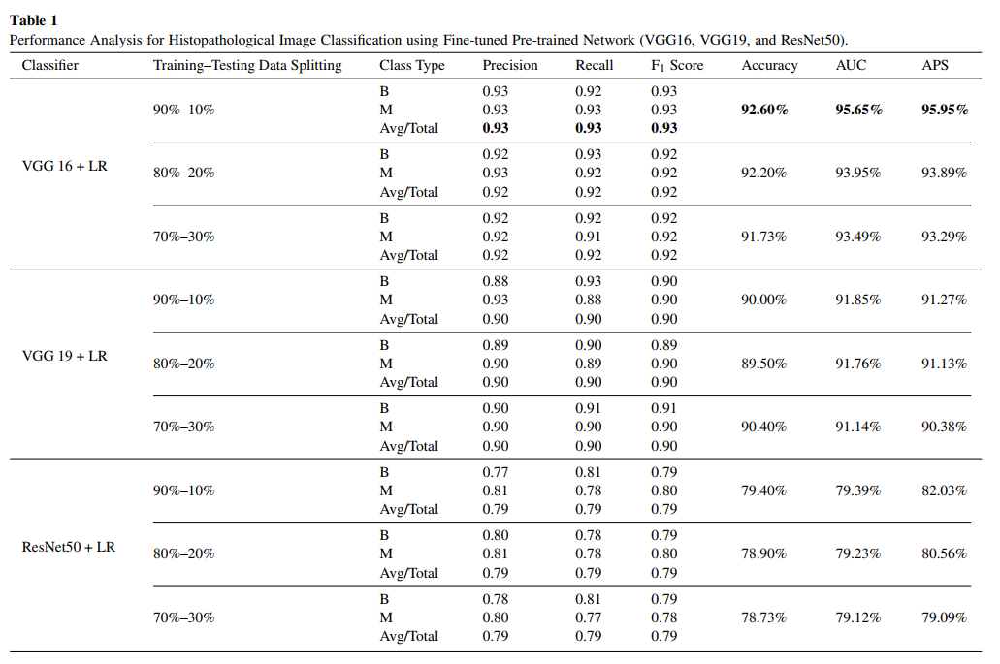 Table 1
Performance Analysis for Histopathological Image Classification using Fine-tuned Pre-trained Network (VGG16, VGG19, and ResNet50).
Classifier Training–Testing Data Splitting Class Type Precision Recall F1 Score Accuracy AUC APS
B 0.93 0.92 0.93
90%–10% M 0.93 0.93 0.93 92.60% 95.65% 95.95%
Avg/Total 0.93 0.93 0.93
B 0.92 0.93 0.92
VGG 16 + LR 80%–20% M 0.93 0.92 0.92 92.20% 93.95% 93.89%
Avg/Total 0.92 0.92 0.92
B 0.92 0.92 0.92
70%–30% M 0.92 0.91 0.92 91.73% 93.49% 93.29%
Avg/Total 0.92 0.92 0.92
B 0.88 0.93 0.90
90%–10% M 0.93 0.88 0.90 90.00% 91.85% 91.27%
Avg/Total 0.90 0.90 0.90
B 0.89 0.90 0.89
VGG 19 + LR 80%–20% M 0.90 0.89 0.90 89.50% 91.76% 91.13%
Avg/Total 0.90 0.90 0.90
B 0.90 0.91 0.91
70%–30% M 0.90 0.90 0.90 90.40% 91.14% 90.38%
Avg/Total 0.90 0.90 0.90
B 0.77 0.81 0.79
90%–10% M 0.81 0.78 0.80 79.40% 79.39% 82.03%
Avg/Total 0.79 0.79 0.79
B 0.80 0.78 0.79
ResNet50 + LR 80%–20% M 0.81 0.78 0.80 78.90% 79.23% 80.56%
Avg/Total 0.79 0.79 0.79
B 0.78 0.81 0.79
70%–30% M 0.80 0.77 0.78 78.73% 79.12% 79.09%
Avg/Total 0.79 0.79 0.79